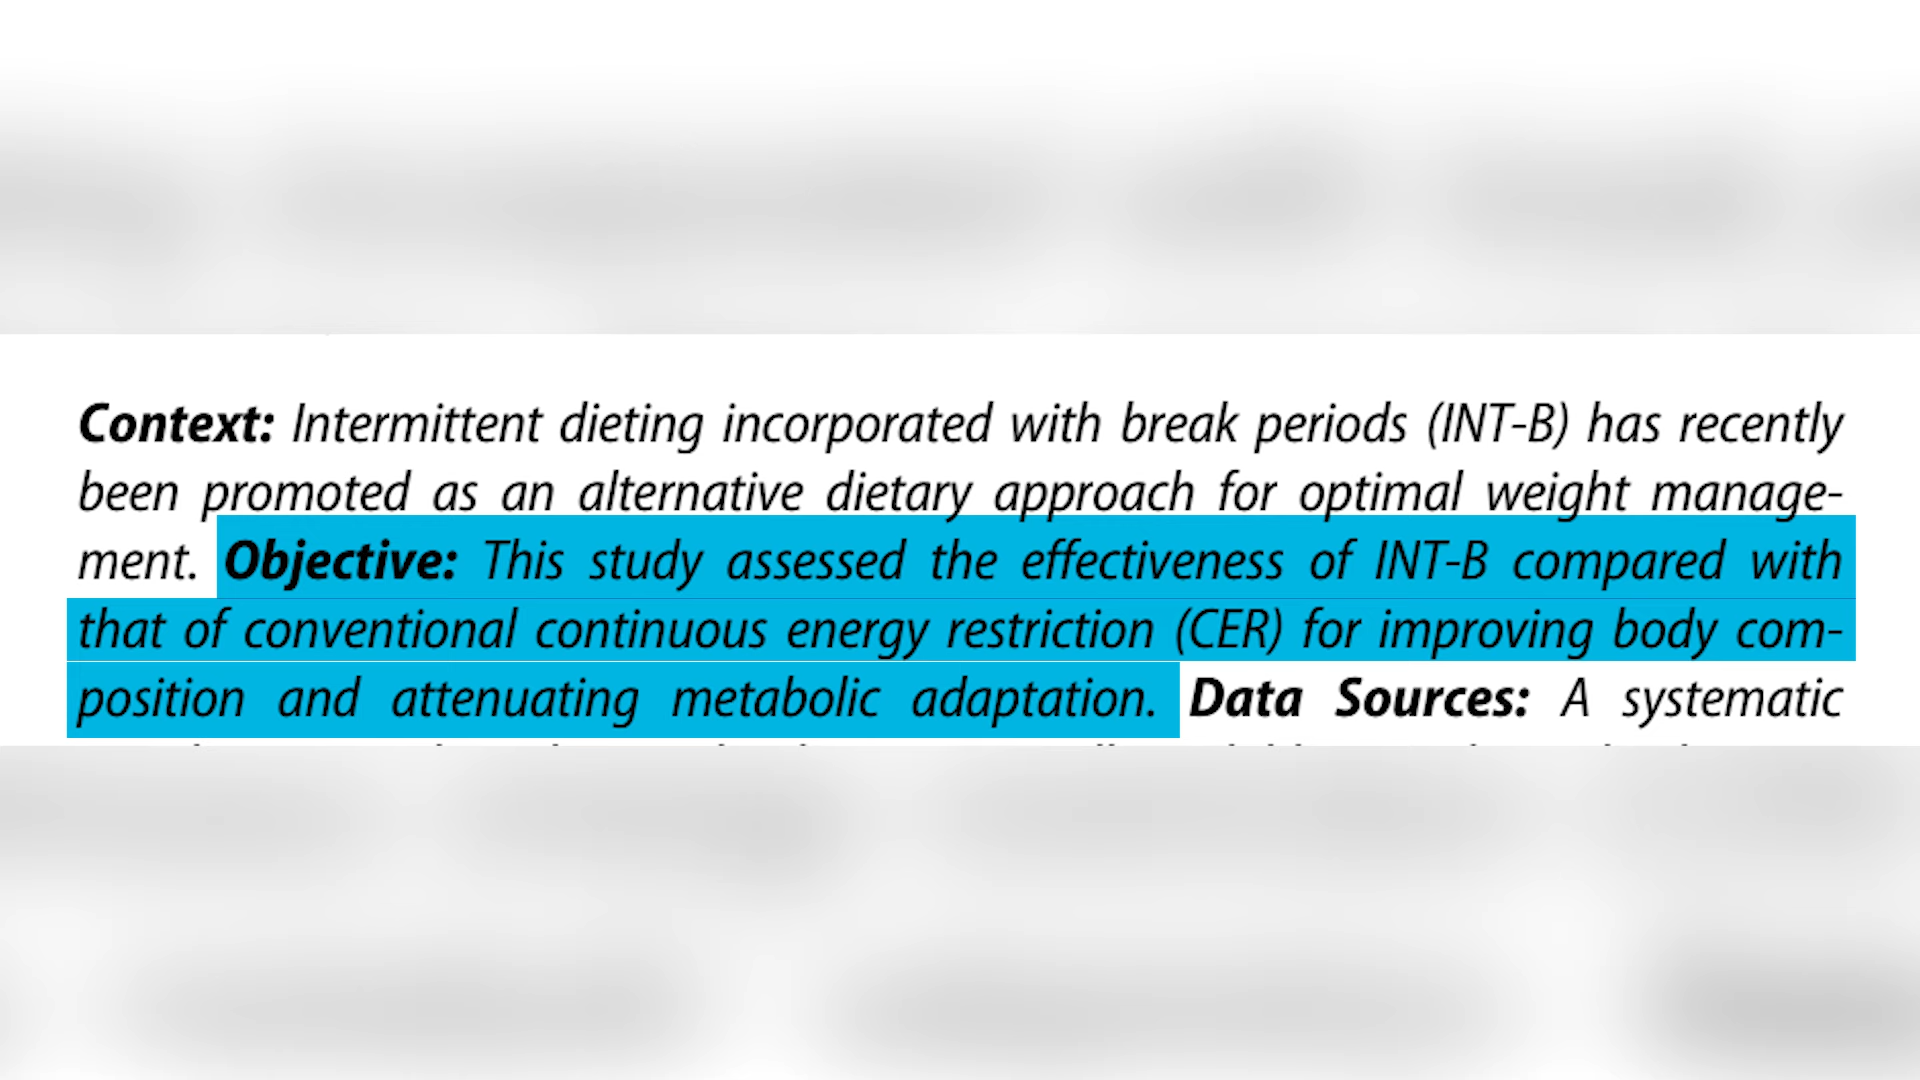 Context: Intermittent dieting incorporated with break periods (INT-B) has recently
been promoted as an alternative dietary approach for optimal weight manage-
ment. Objective: This study assessed the effectiveness of INT-B compared with
that of conventional continuous energy restriction (CER) for improving body com-
position and attenuating metabolic adaptation. Data Sources: A systematic